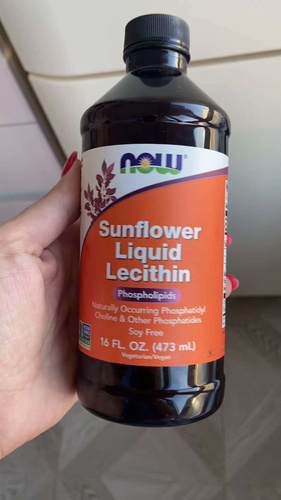 NOW
Sunflower
Liquid
Lecithin
Phospholipids
Naturally Occurring Phosphatidyl
Choline & Other Phosphatides
Soy Free
16 FL. OZ. (473 mL)
Vegetarian/Vegan